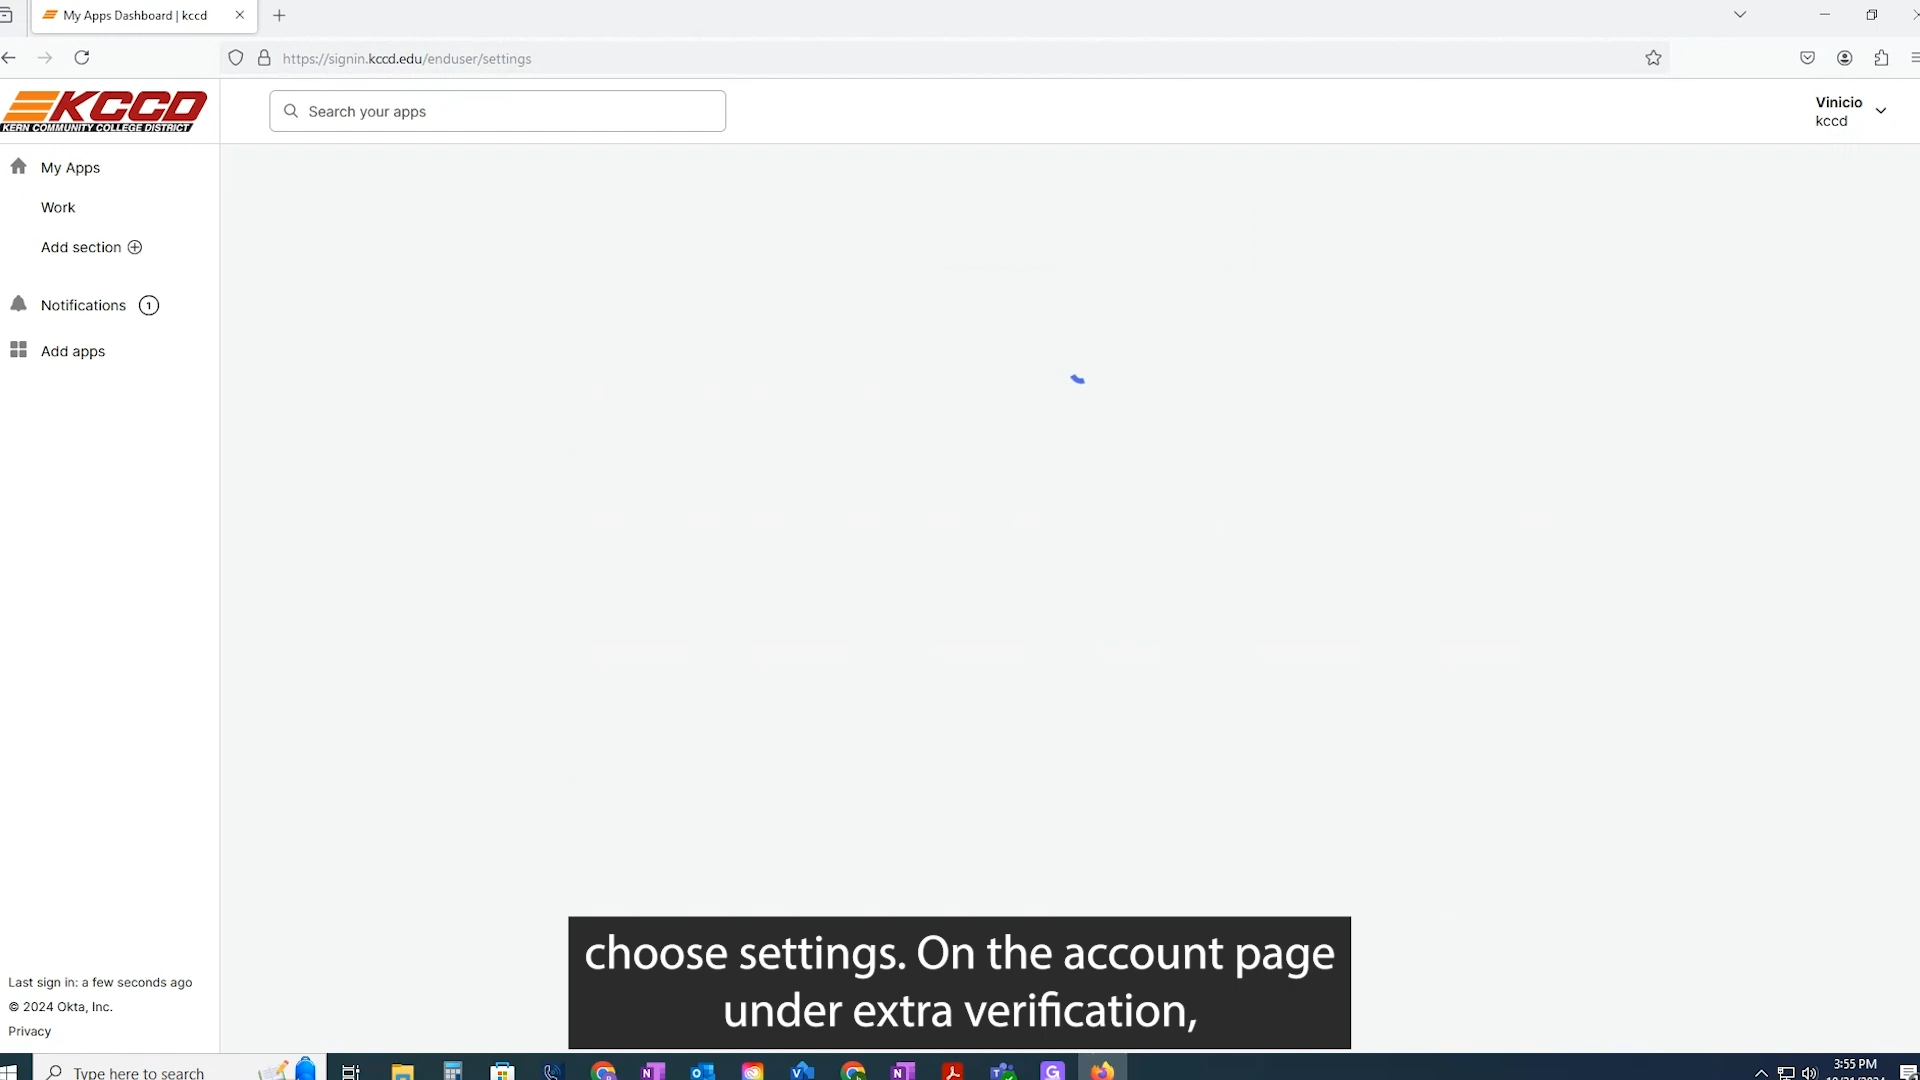 My Apps Dashboard | kccd
https://signin.kccd.edu/enduser/settings
KCCD
KERN COMMUNITY COLLEGE DISTRICT
Search your apps
Vinicio
kccd
My Apps
Work
Add section
Notifications 1
Add apps
choose settings. On the account page
under extra verification,
Last sign in: a few seconds ago
© 2024 Okta, Inc.
Privacy
Type here to search
3:55 PM